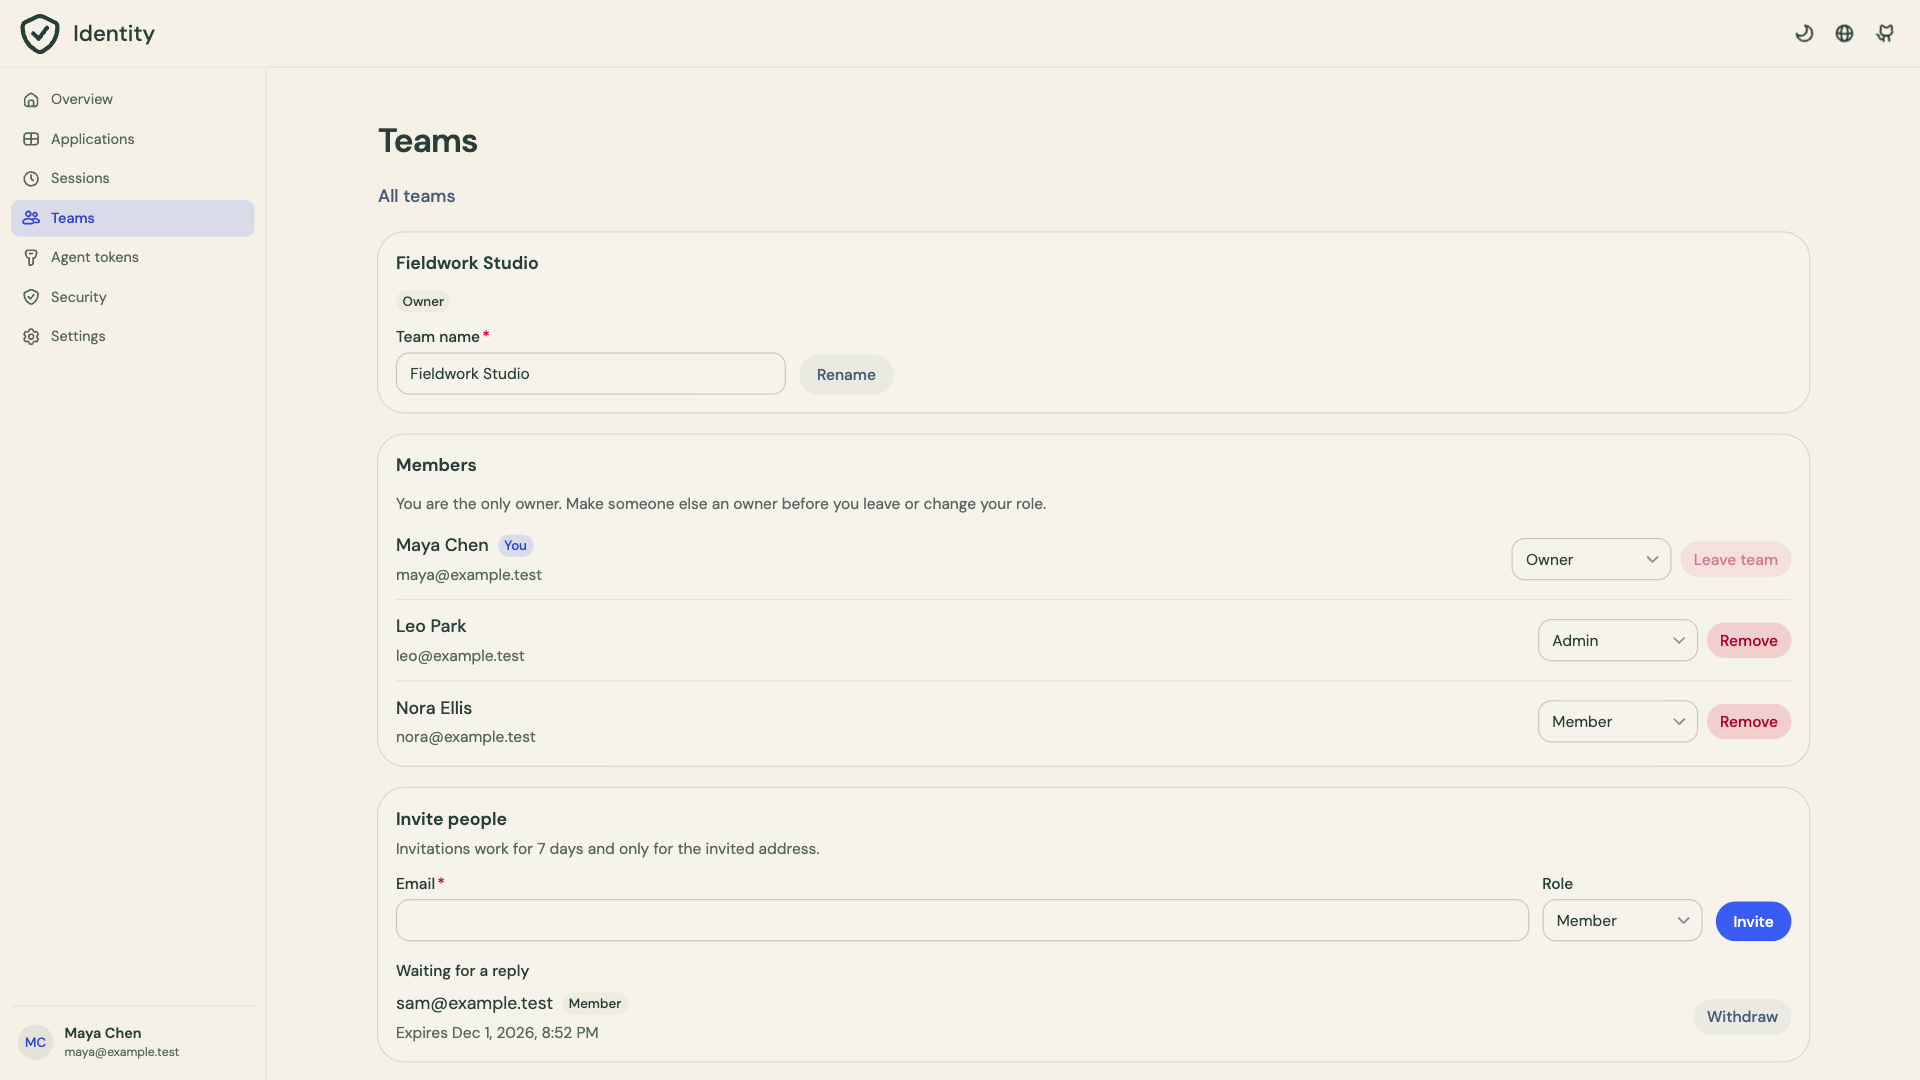 Identity
Overview
Applications
Sessions
Teams
Agent tokens
Security
Settings
Teams
All teams
Fieldwork Studio
Owner
Team name*
Fieldwork Studio
Rename
Members
You are the only owner. Make someone else an owner before you leave or change your role.
Maya Chen You
maya@example.test
Owner
Leave team
Leo Park
leo@example.test
Admin
Remove
Nora Ellis
nora@example.test
Member
Remove
Invite people
Invitations work for 7 days and only for the invited address.
Email*
Role
Member
Invite
Waiting for a reply
sam@example.test Member
Expires Dec 1, 2026, 8:52 PM
Withdraw
MC
Maya Chen
maya@example.test